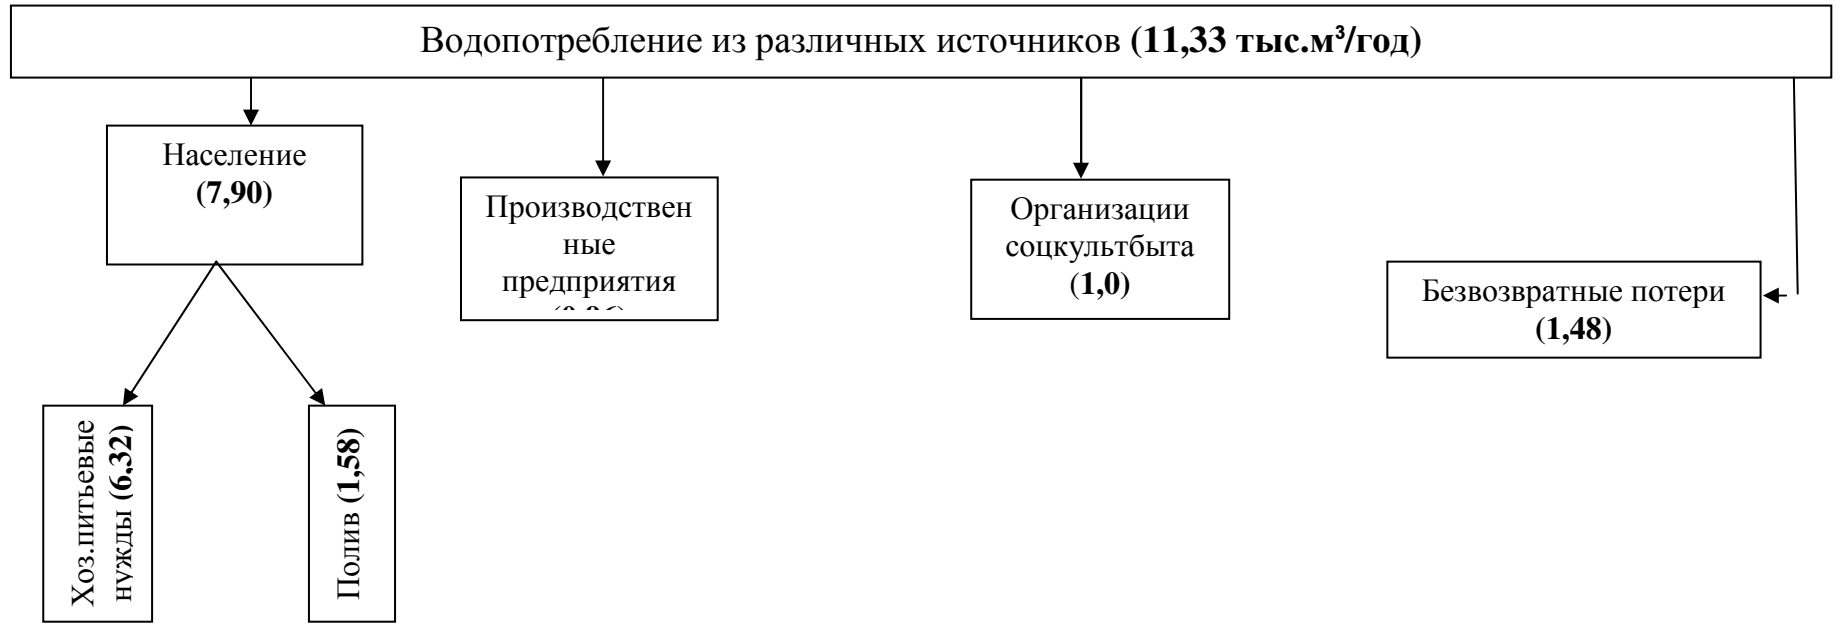 Водопотребление из различных источников (11,33 тыс.м³/год)
Население
(7,90)
Производствен
ные
предприятия
Организации
соцкультбыта
(1,0)
Безвозвратные потери
(1,48)
Хоз.питьевые
нужды (6,32)
Полив (1,58)